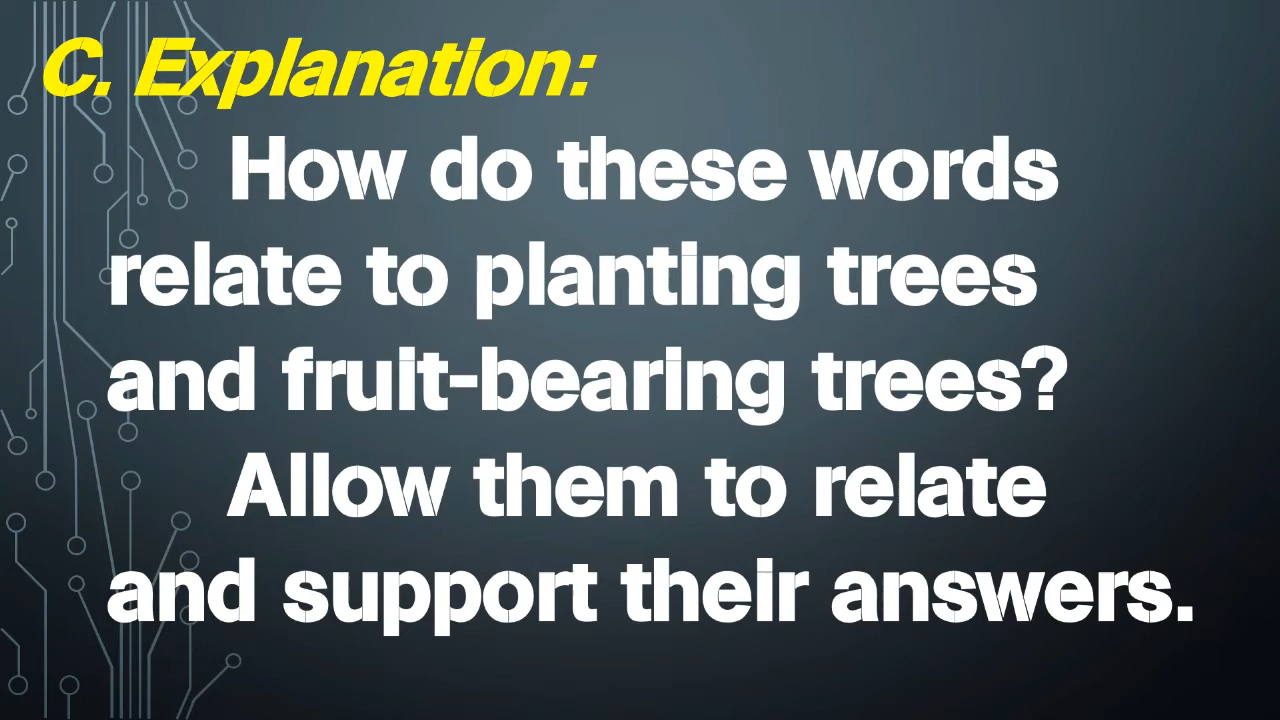 C. Explanation:
How do these words
relate to planting trees
and fruit-bearing trees?
Allow them to relate
and support their answers.